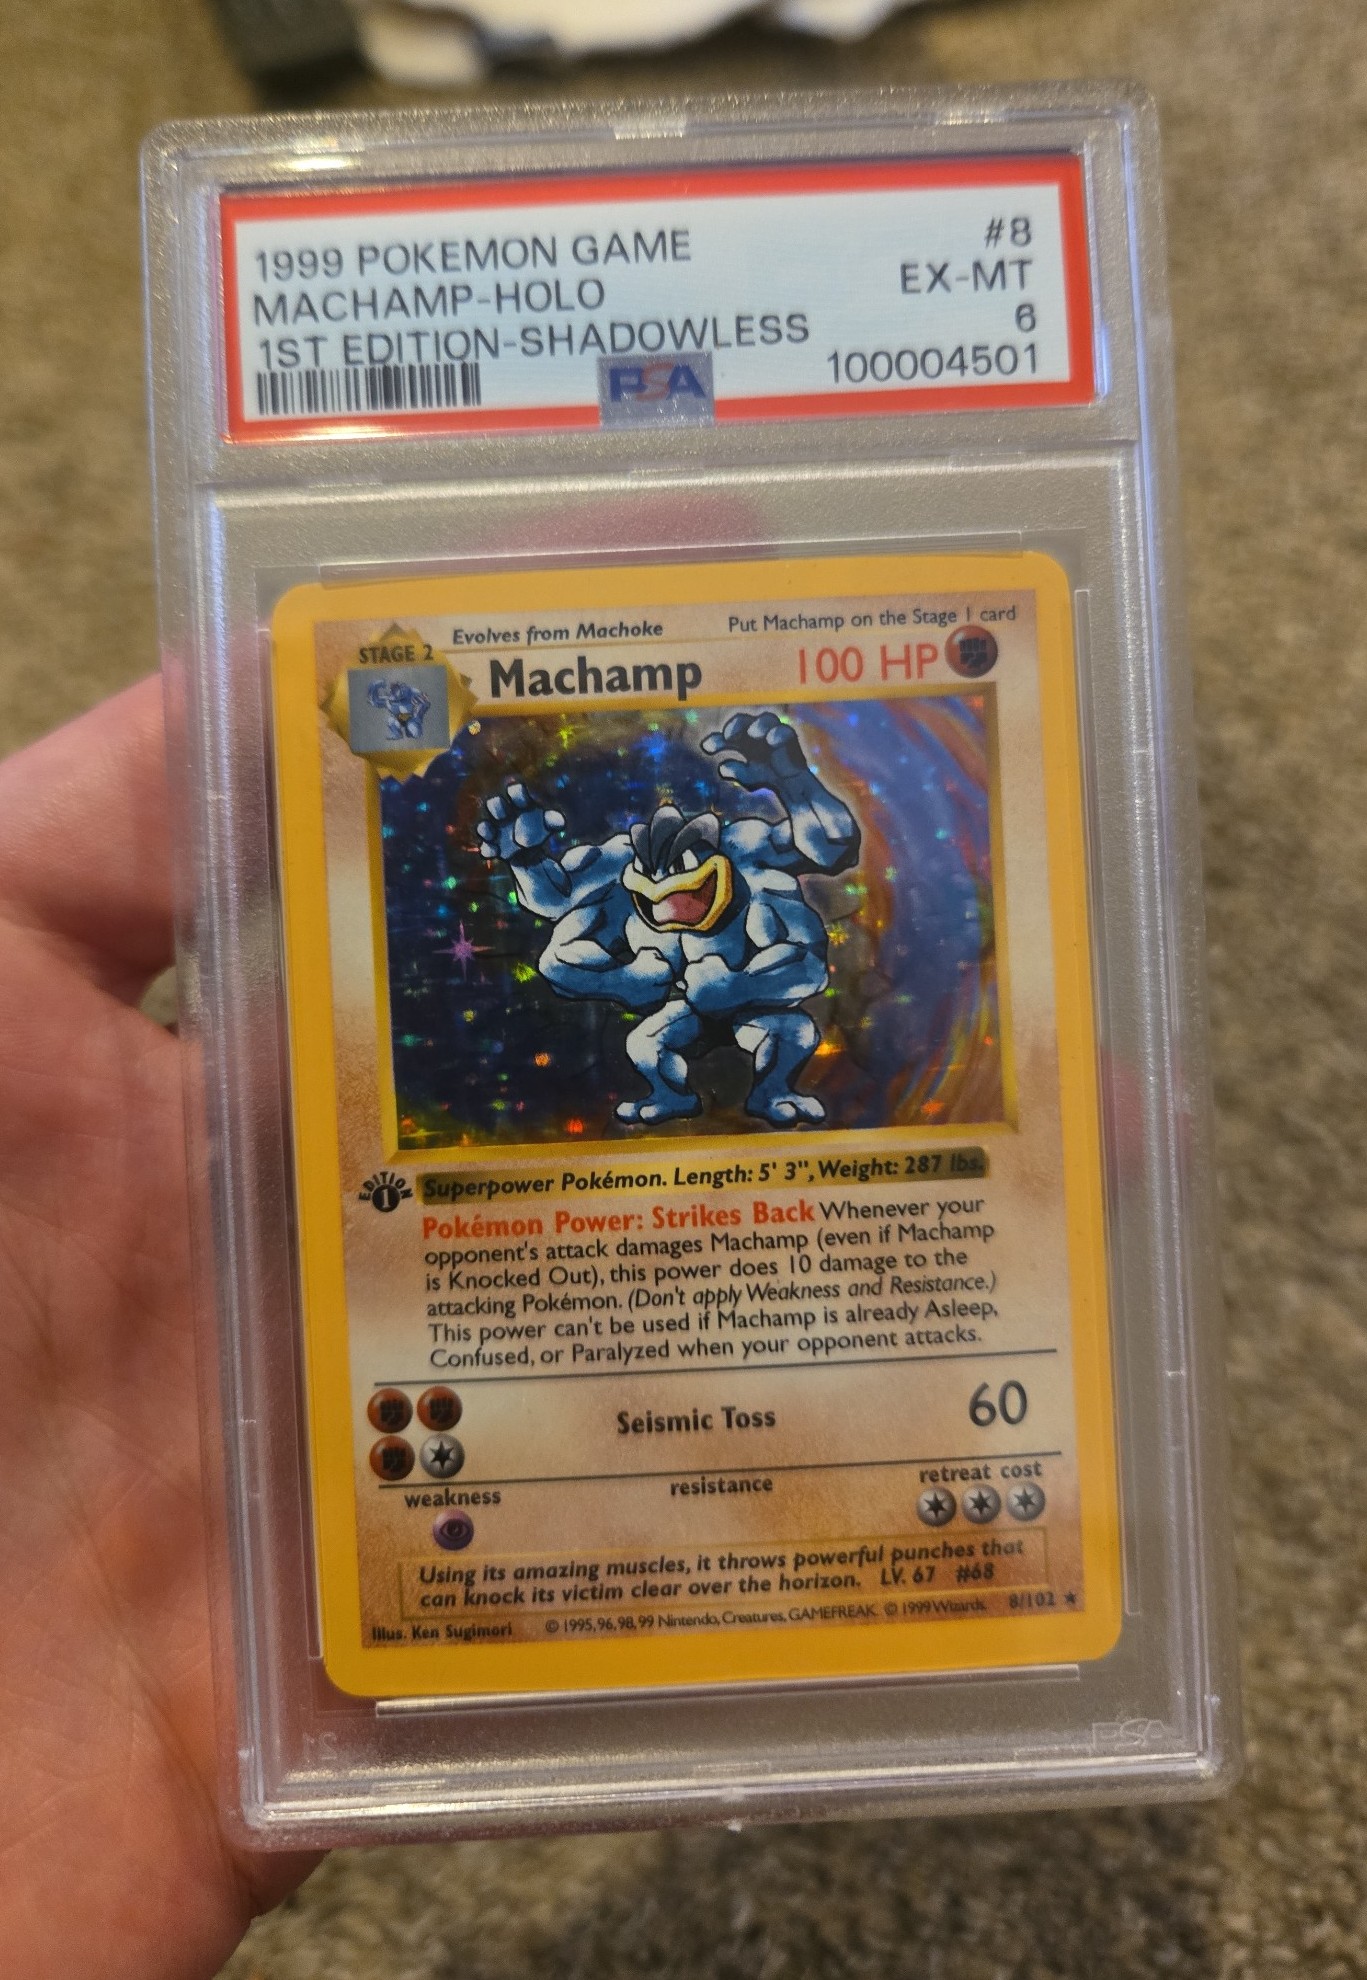 1999 POKEMON GAME #8
MACHAMP-HOLO EX-MT
1ST EDITION-SHADOWLESS 6
PSA 100004501
Evolves from Machoke Put Machamp on the Stage 1 card
STAGE 2
Machamp 100 HP
EDITION 1
Superpower Pokémon. Length: 5' 3", Weight: 287 lbs.
Pokémon Power: Strikes Back Whenever your
opponent's attack damages Machamp (even if Machamp
is Knocked Out), this power does 10 damage to the
attacking Pokémon. (Don't apply Weakness and Resistance.)
This power can't be used if Machamp is already Asleep,
Confused, or Paralyzed when your opponent attacks.
Seismic Toss 60
weakness resistance retreat cost
Using its amazing muscles, it throws powerful punches that
can knock its victim clear over the horizon. LV. 67 #68
Illus. Ken Sugimori © 1995, 96, 98, 99 Nintendo, Creatures, GAMEFREAK. © 1999 Wizards. 8/102
PSA